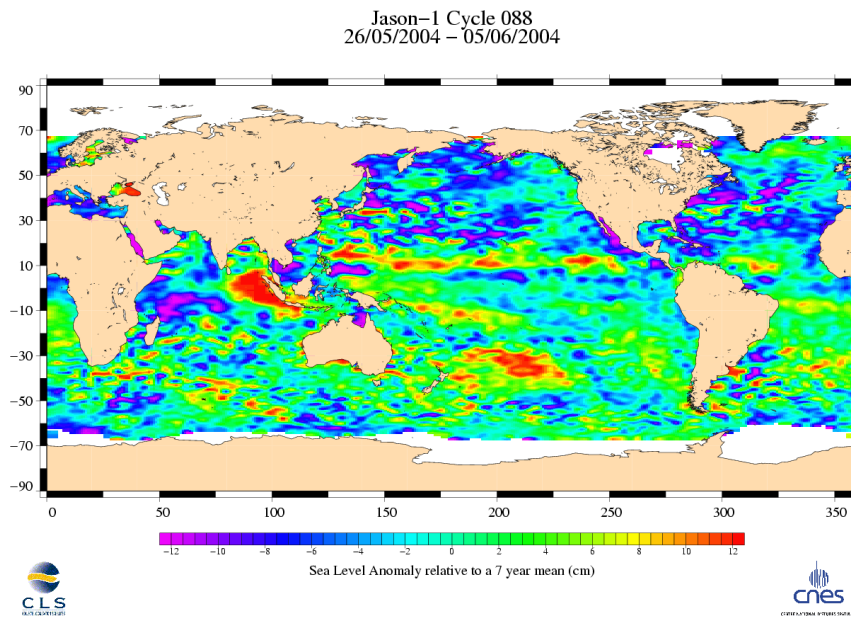 Jason−1 Cycle 088
26/05/2004 − 05/06/2004
90
70
50
30
10
−10
−30
−50
−70
−90
0 50 100 150 200 250 300 350
−12 −10 −8 −6 −4 −2 0 2 4 6 8 10 12
Sea Level Anomaly relative to a 7 year mean (cm)
CLS
cnes